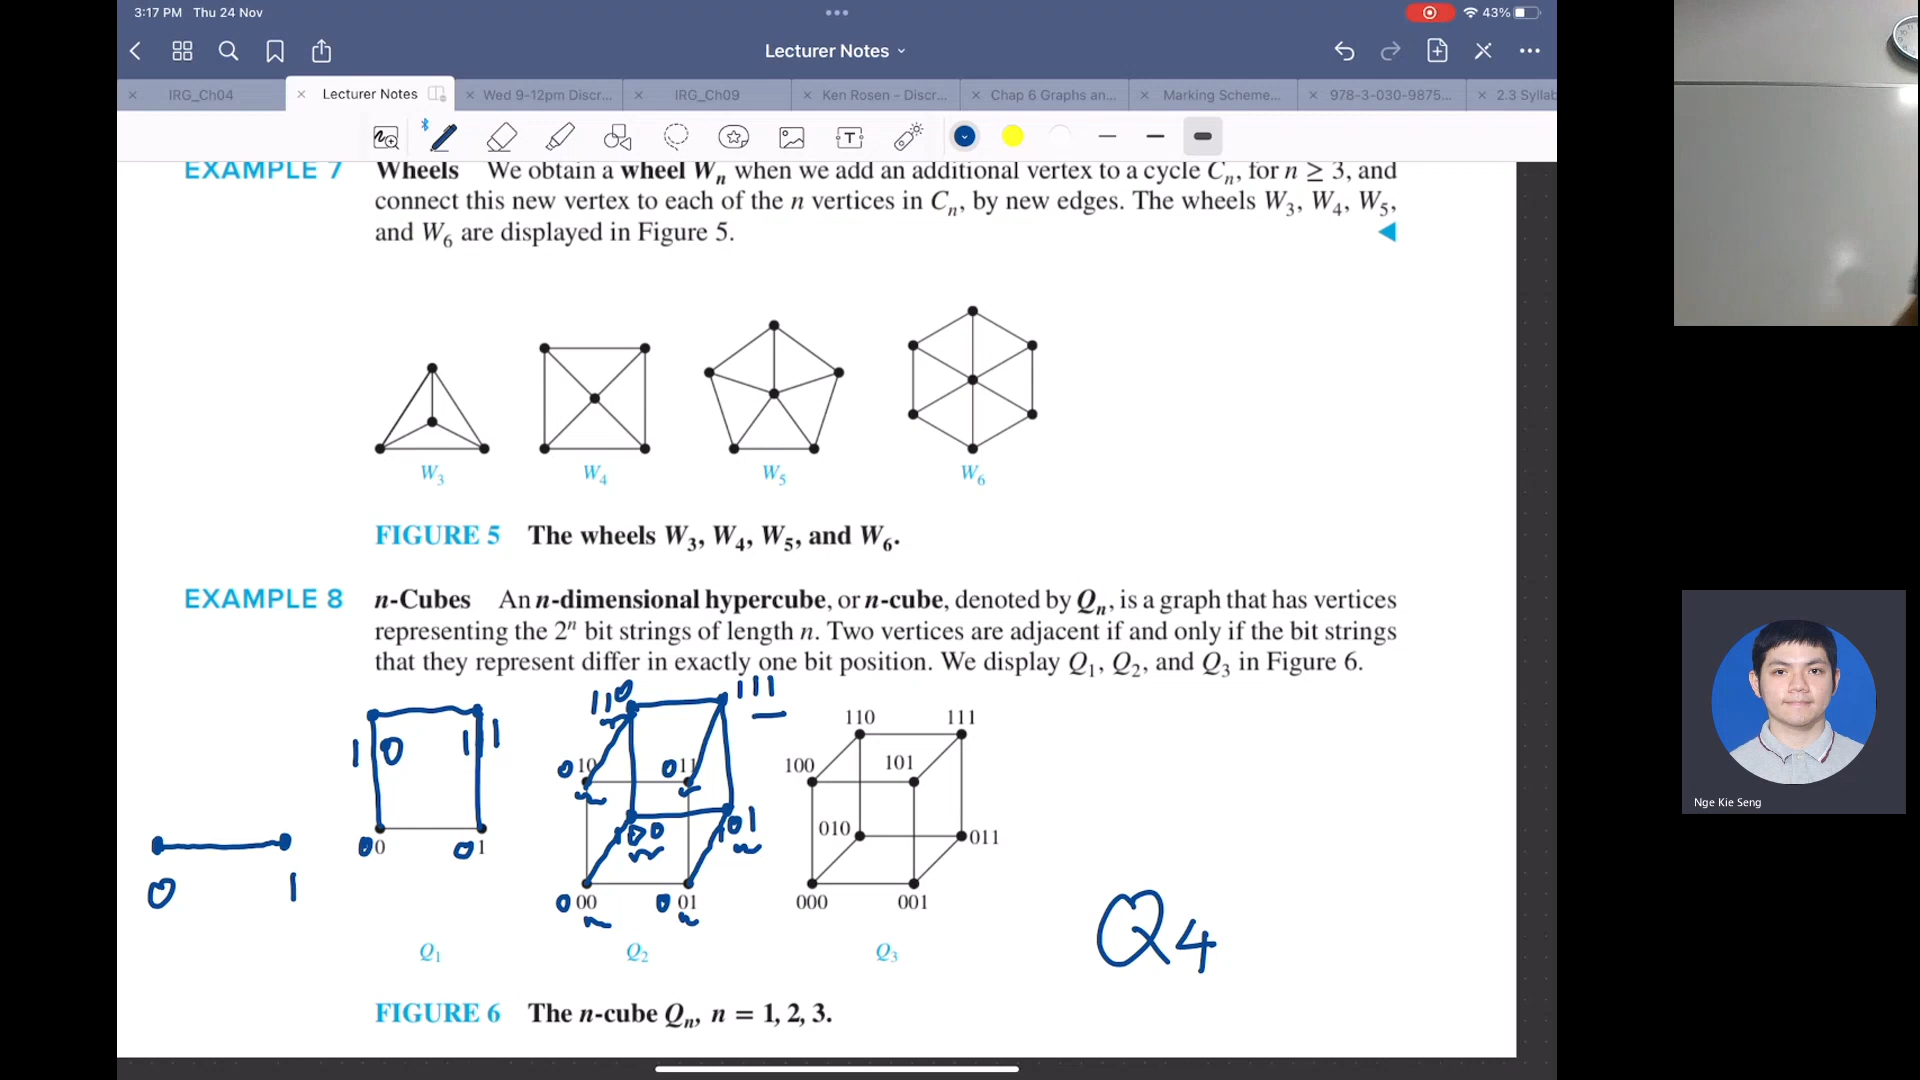 3:17 PM Thu 24 Nov
43%
Lecturer Notes
IRG_Ch04
Lecturer Notes
Wed 9-12pm Discr...
IRG_Ch09
Ken Rosen - Discr...
Chap 6 Graphs an...
Marking Scheme...
978-3-030-9875...
2.3 Syllab
EXAMPLE 7 Wheels We obtain a wheel Wₙ when we add an additional vertex to a cycle Cₙ, for n ≥ 3, and
connect this new vertex to each of the n vertices in Cₙ, by new edges. The wheels W₃, W₄, W₅,
and W₆ are displayed in Figure 5.
W₃ W₄ W₅ W₆
FIGURE 5 The wheels W₃, W₄, W₅, and W₆.
EXAMPLE 8 n-Cubes An n-dimensional hypercube, or n-cube, denoted by Qₙ, is a graph that has vertices
representing the 2ⁿ bit strings of length n. Two vertices are adjacent if and only if the bit strings
that they represent differ in exactly one bit position. We display Q₁, Q₂, and Q₃ in Figure 6.
110 111 110 111
10 11 010 011 100 101
100 101 010 011
00 01
0 1 000 001 000 001
Q4
Q₁ Q₂ Q₃
FIGURE 6 The n-cube Qₙ, n = 1, 2, 3.
Nge Kie Seng